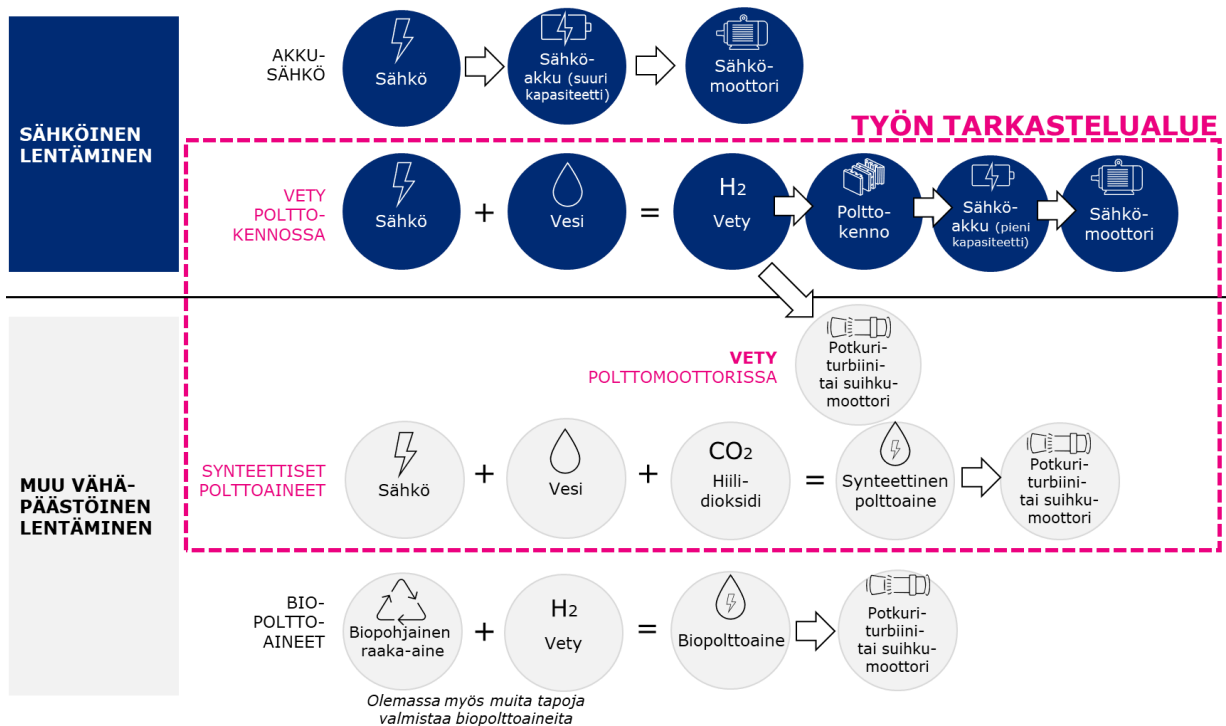 SÄHKÖINEN
LENTÄMINEN
AKKU-
SÄHKÖ
Sähkö
Sähkö-
akku (suuri
kapasiteetti)
Sähkö-
moottori
TYÖN TARKASTELUALUE
VETY
POLTTO-
KENNOSSA
Sähkö
+
Vesi
=
H2
Vety
Poltto-
kenno
Sähkö-
akku (pieni
kapasiteetti)
Sähkö-
moottori
MUU VÄHÄ-
PÄÄSTÖINEN
LENTÄMINEN
VETY
POLTTOMOOTTORISSA
Potkuri-
turbiini-
tai suihku-
moottori
SYNTEETTISET
POLTTOAINEET
Sähkö
+
Vesi
+
CO2
Hiili-
dioksidi
=
Synteettinen
polttoaine
Potkuri-
turbiini-
tai suihku-
moottori
BIO-
POLTTO-
AINEET
Biopohjainen
raaka-aine
+
H2
Vety
=
Biopolttoaine
Potkuri-
turbiini-
tai suihku-
moottori
Olemassa myös muita tapoja
valmistaa biopolttoaineita